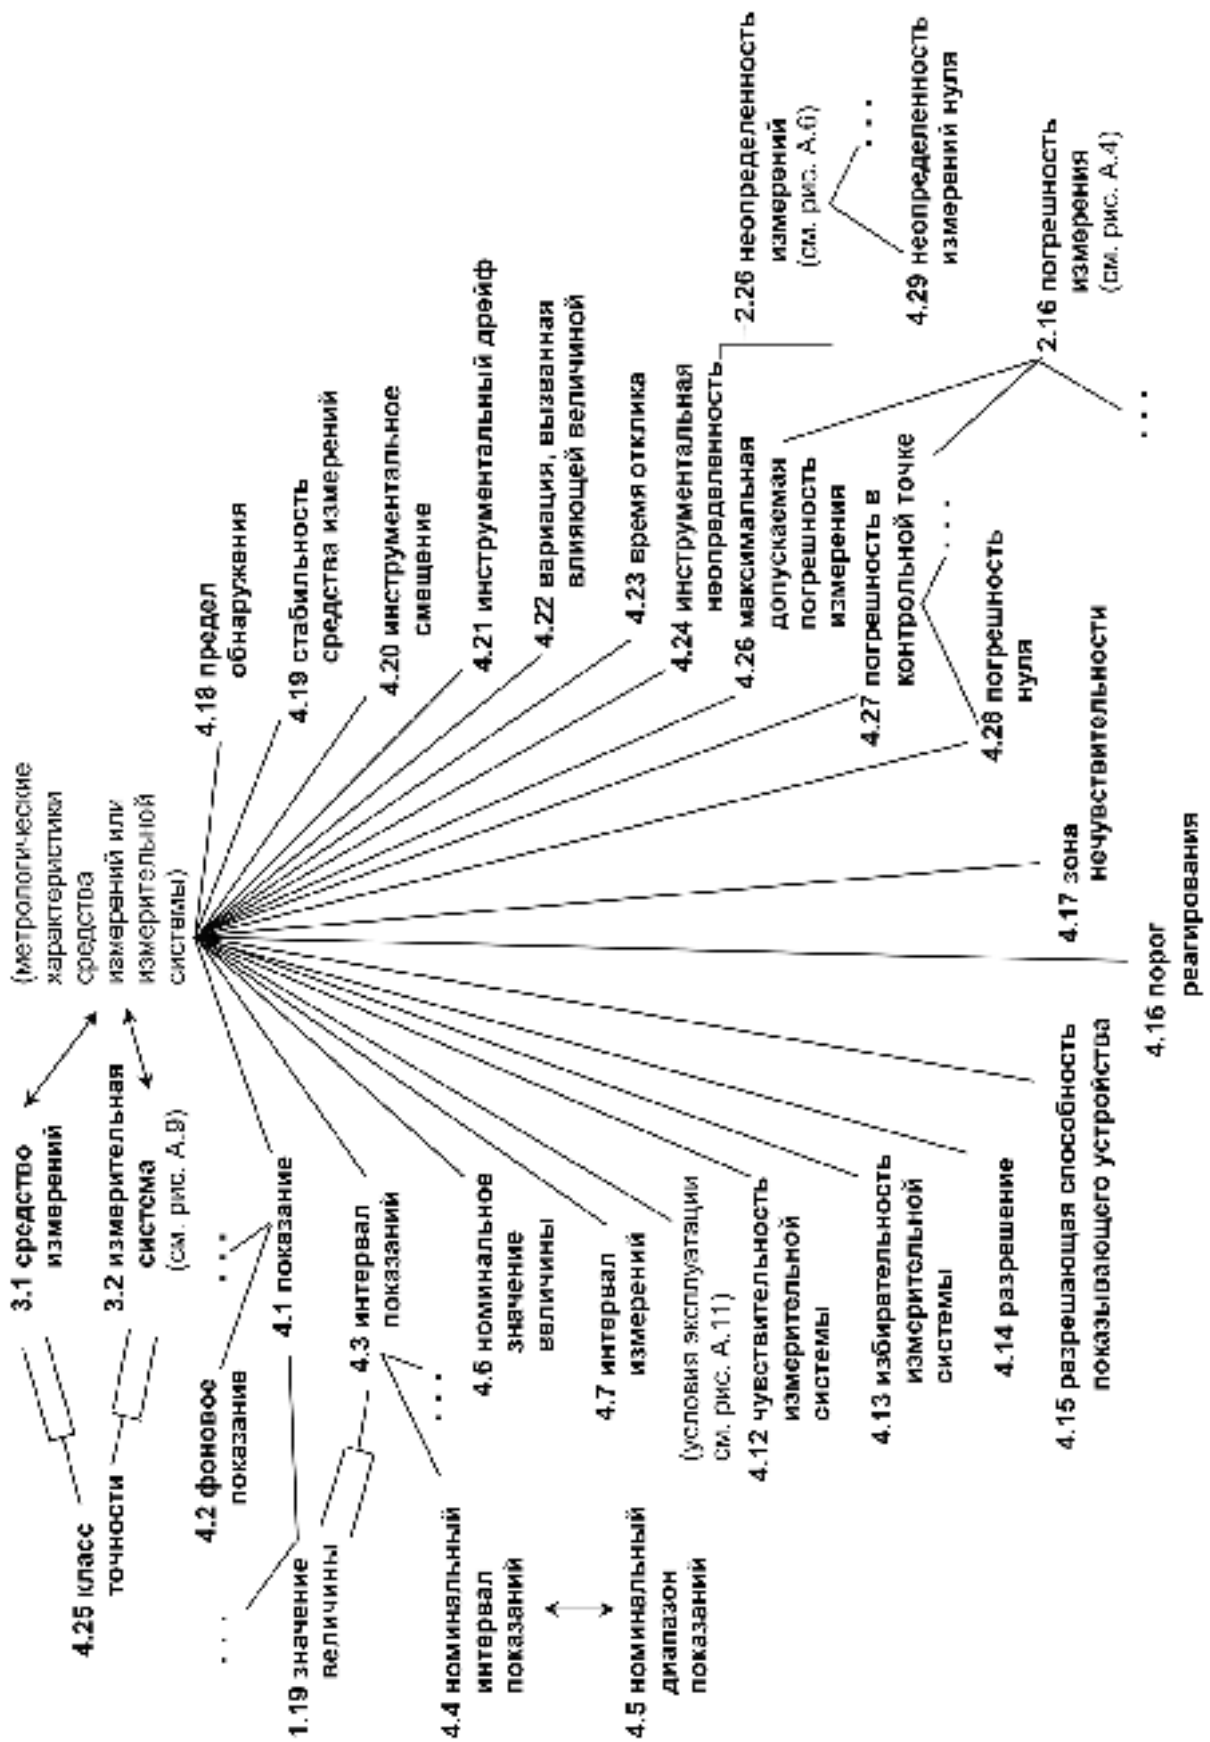 3.1 средство
измерений
3.2 измерительная
система
(см. рис. А.9)
(метрологические
характеристики
средства
измерений или
измерительной
системы)
4.25 класс
точности
4.2 фоновое
показание
. . .
4.1 показание
. . .
1.19 значение
величины
4.3 интервал
показаний
. . .
4.4 номинальный
интервал
показаний
4.5 номинальный
диапазон
показаний
4.6 номинальное
значение
величины
4.7 интервал
измерений
(условия эксплуатации
см. рис. А.11)
4.12 чувствительность
измерительной
системы
4.13 избирательность
измерительной
системы
4.14 разрешение
4.15 разрешающая способность
показывающего устройства
4.16 порог
реагирования
4.17 зона
нечувствительности
4.18 предел
обнаружения
4.19 стабильность
средства измерений
4.20 инструментальное
смещение
4.21 инструментальный дрейф
4.22 вариация, вызванная
влияющей величиной
4.23 время отклика
4.24 инструментальная
неопределенность
4.26 максимальная
допускаемая
погрешность
измерения
4.27 погрешность в
контрольной точке
. . .
4.28 погрешность
нуля
2.26 неопределенность
измерений
(см. рис. А.6)
. . .
4.29 неопределенность
измерений нуля
2.16 погрешность
измерения
(см. рис. А.4)
. . .